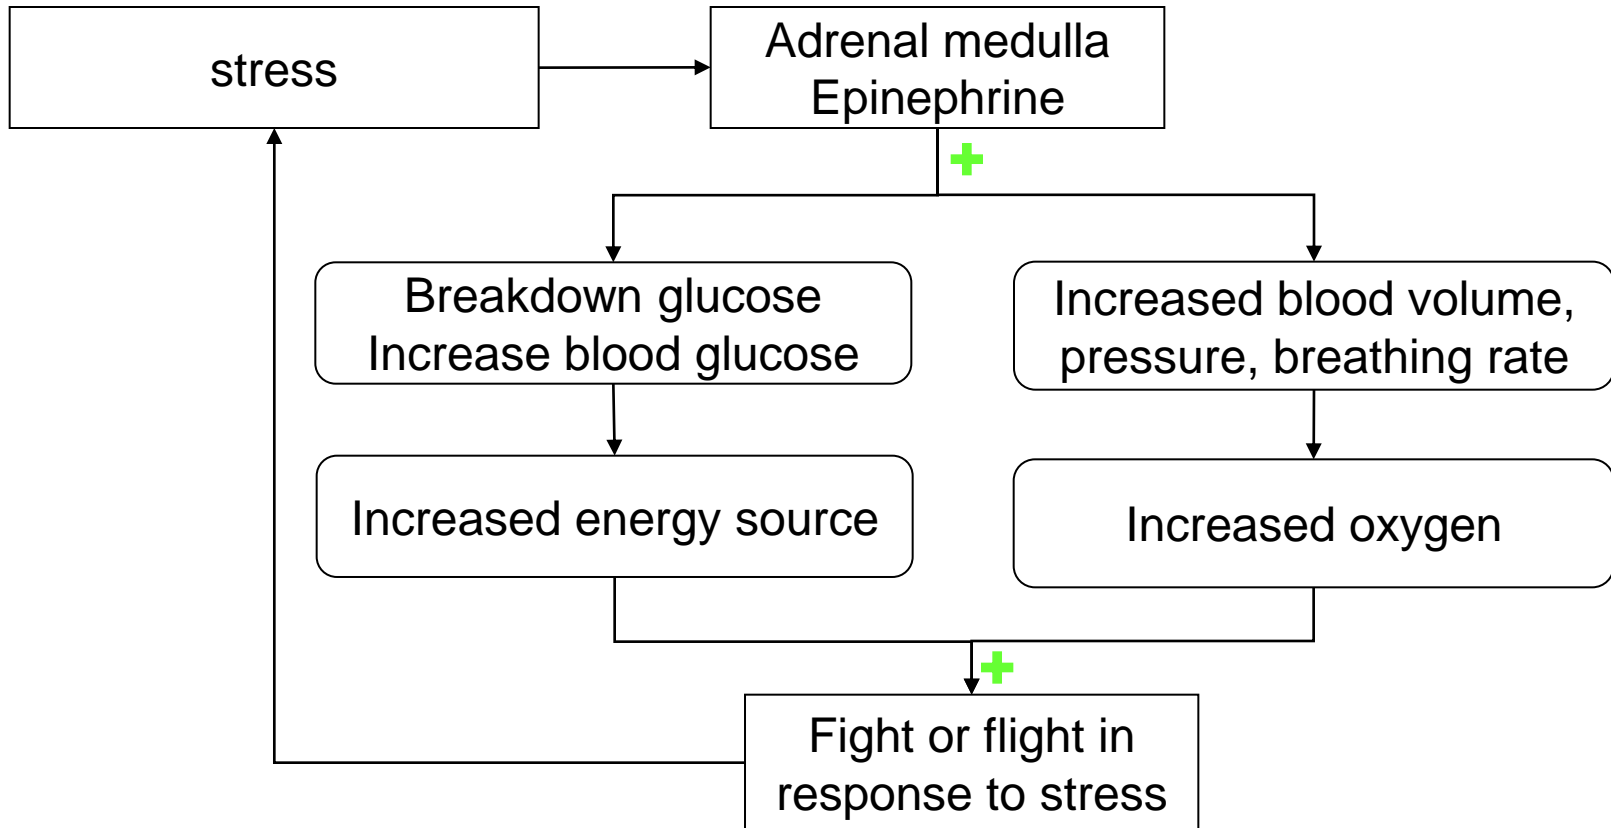 stress
Adrenal medulla
Epinephrine
Breakdown glucose
Increase blood glucose
Increased blood volume,
pressure, breathing rate
Increased energy source
Increased oxygen
Fight or flight in
response to stress